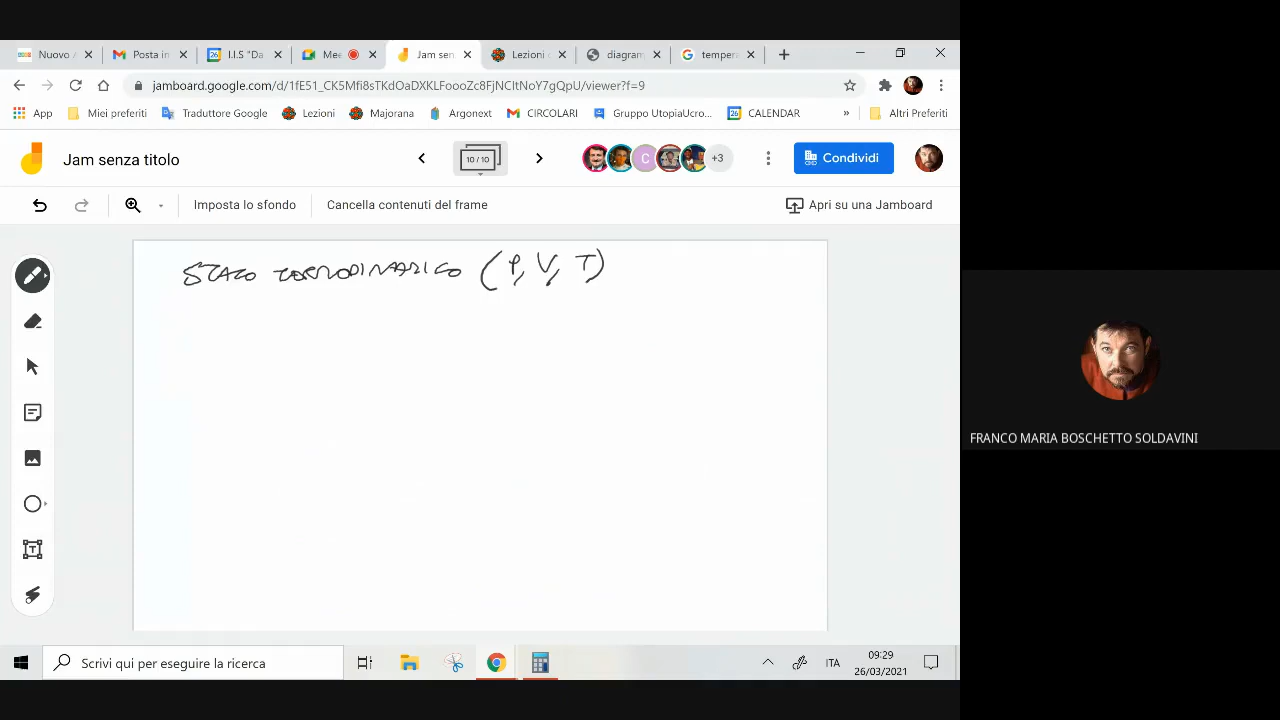 Nuovo /
Posta in
I.I.S "Da
Mee
Jam sen
Lezioni d
diagram
tempere
jamboard.google.com/d/1fE51_CK5Mfi8sTKdOaDXKLFoooZc8FjNCItNoY7gQpU/viewer?f=9
App
Miei preferiti
Traduttore Google
Lezioni
Majorana
Argonext
CIRCOLARI
Gruppo UtopiaUcro...
CALENDAR
»
Altri Preferiti
Jam senza titolo
10 / 10
C
+3
Condividi
Imposta lo sfondo
Cancella contenuti del frame
Apri su una Jamboard
STATO TERMODINAMICO (P, V, T)
FRANCO MARIA BOSCHETTO SOLDAVINI
Scrivi qui per eseguire la ricerca
ITA
09:29
26/03/2021